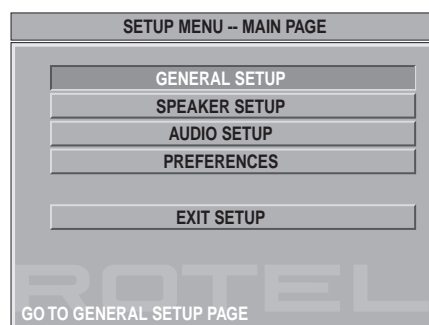 SETUP MENU -- MAIN PAGE
GENERAL SETUP
SPEAKER SETUP
AUDIO SETUP
PREFERENCES
EXIT SETUP
ROTEL
GO TO GENERAL SETUP PAGE